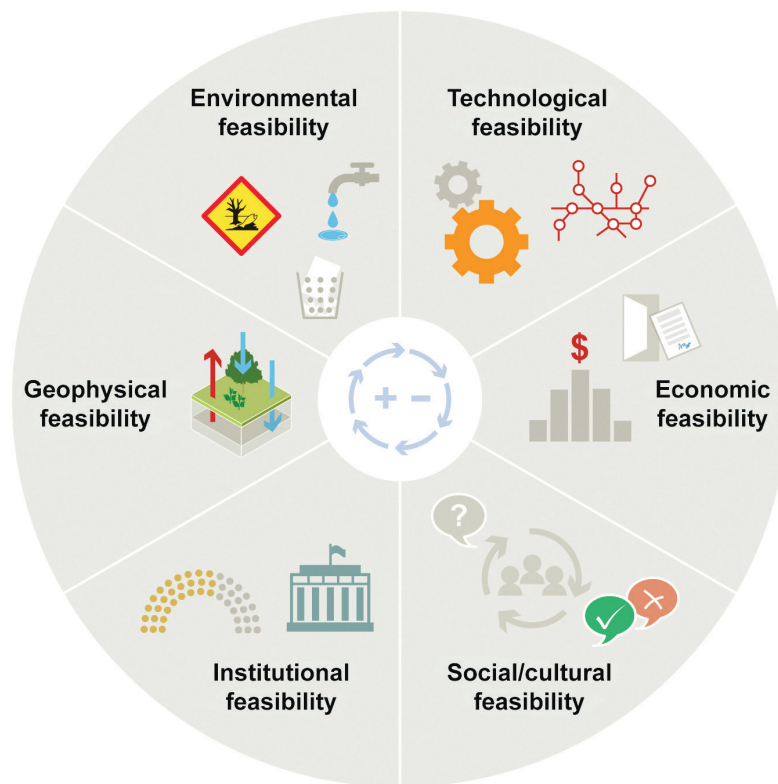 Environmental
feasibility
Technological
feasibility
$
Economic
feasibility
Geophysical
feasibility
+ −
?
Institutional
feasibility
Social/cultural
feasibility